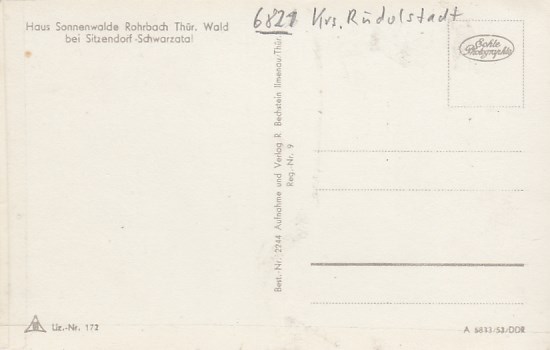 Haus Sonnenwalde Rohrbach Thür. Wald
bei Sitzendorf-Schwarzatal
6821 Krs. Rudolstadt
Echte
Photographie
Best.-Nr. 2244 Aufnahme und Verlag R. Bechstein Ilmenau-Thür.
Reg.-Nr. 9
Liz.-Nr. 172
A 5833/53/DDR